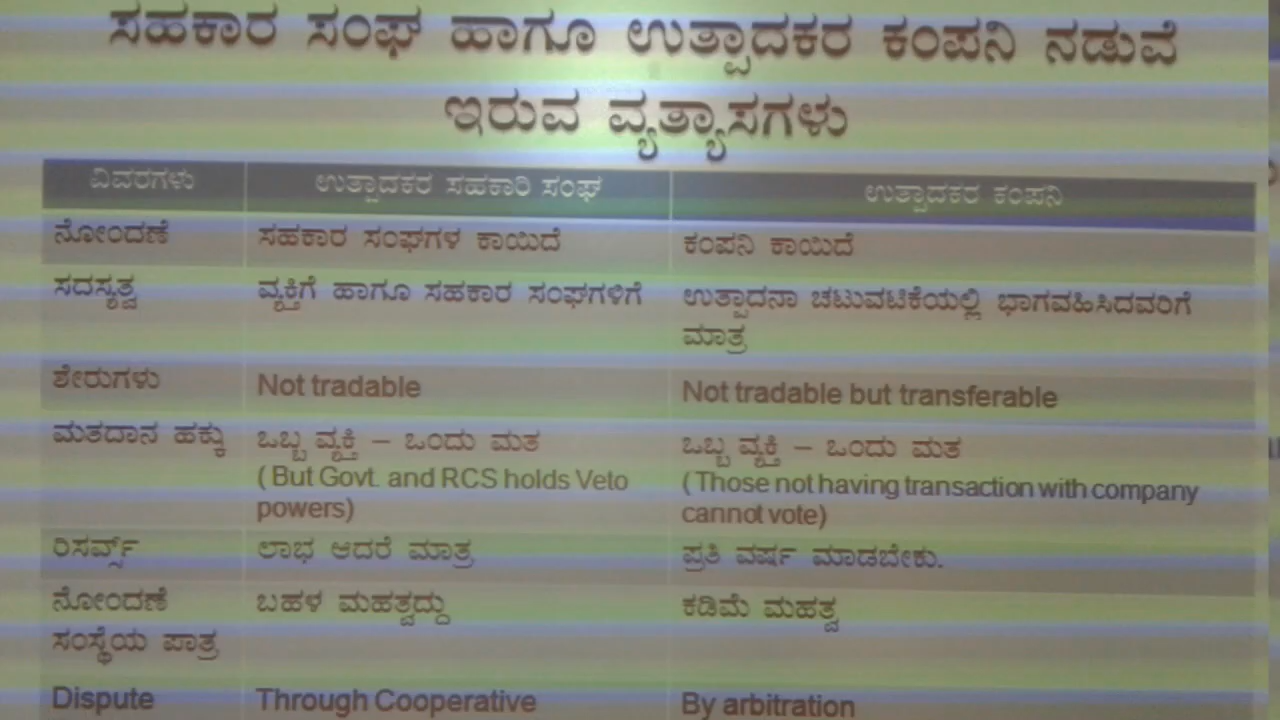 ಸಹಕಾರ ಸಂಘ ಹಾಗೂ ಉತ್ಪಾದಕರ ಕಂಪನಿ ನಡುವೆ
ಇರುವ ವ್ಯತ್ಯಾಸಗಳು
ವಿವರಗಳು ಉತ್ಪಾದಕರ ಸಹಕಾರಿ ಸಂಘ ಉತ್ಪಾದಕರ ಕಂಪನಿ
ನೋಂದಣೆ ಸಹಕಾರ ಸಂಘಗಳ ಕಾಯಿದೆ ಕಂಪನಿ ಕಾಯಿದೆ
ಸದಸ್ಯತ್ವ ವ್ಯಕ್ತಿಗೆ ಹಾಗೂ ಸಹಕಾರ ಸಂಘಗಳಿಗೆ ಉತ್ಪಾದನಾ ಚಟುವಟಿಕೆಯಲ್ಲಿ ಭಾಗವಹಿಸಿದವರಿಗೆ
ಮಾತ್ರ
ಶೇರುಗಳು Not tradable Not tradable but transferable
ಮತದಾನ ಹಕ್ಕು ಒಬ್ಬ ವ್ಯಕ್ತಿ – ಒಂದು ಮತ ಒಬ್ಬ ವ್ಯಕ್ತಿ – ಒಂದು ಮತ
( But Govt. and RCS holds Veto ( Those not having transaction with company
powers) cannot vote)
ರಿಸರ್ವ್ಸ್ ಲಾಭ ಆದರೆ ಮಾತ್ರ ಪ್ರತಿ ವರ್ಷ ಮಾಡಬೇಕು.
ನೋಂದಣೆ ಬಹಳ ಮಹತ್ವದ್ದು ಕಡಿಮೆ ಮಹತ್ವ
ಸಂಸ್ಥೆಯ ಪಾತ್ರ
Dispute Through Cooperative By arbitration